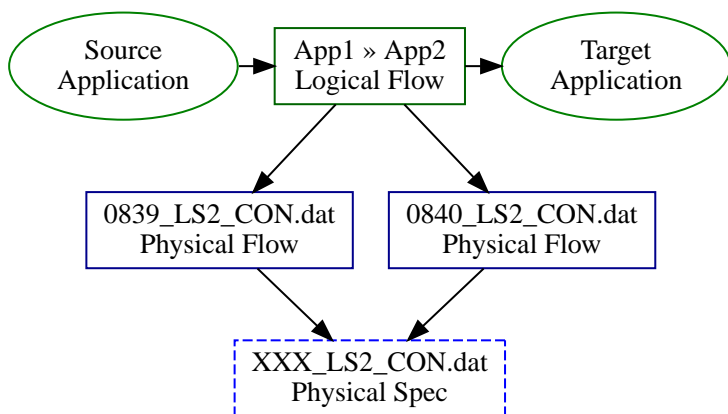 Source
Application
App1 » App2
Logical Flow
Target
Application
0839_LS2_CON.dat
Physical Flow
0840_LS2_CON.dat
Physical Flow
XXX_LS2_CON.dat
Physical Spec